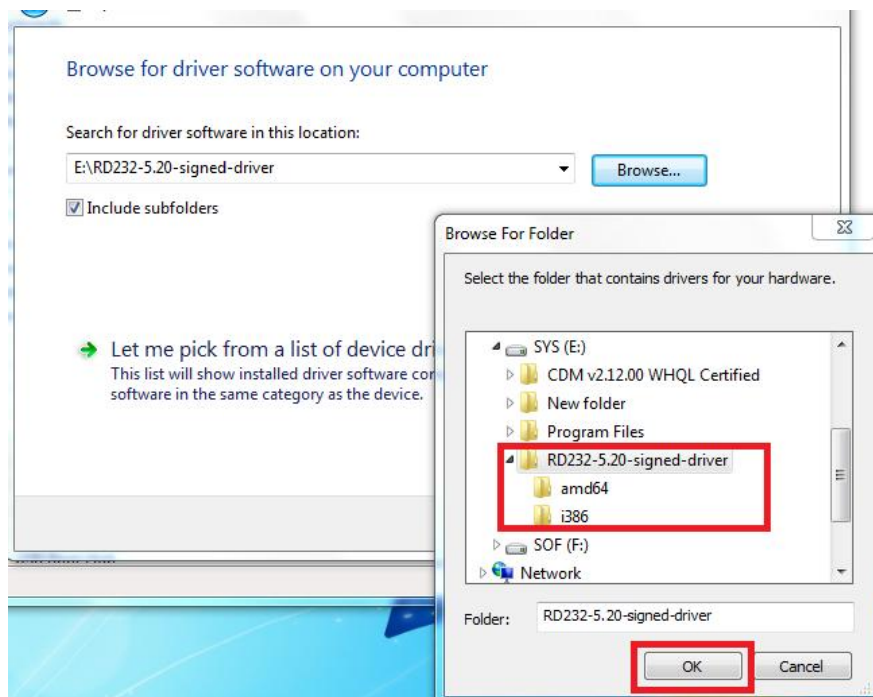 Browse for driver software on your computer
Search for driver software in this location:
E:\RD232-5.20-signed-driver
Browse...
Include subfolders
Let me pick from a list of device dri
This list will show installed driver software cor
software in the same category as the device.
Browse For Folder
Select the folder that contains drivers for your hardware.
SYS (E:)
CDM v2.12.00 WHQL Certified
New folder
Program Files
RD232-5.20-signed-driver
amd64
i386
SOF (F:)
Network
Folder:
RD232-5.20-signed-driver
OK
Cancel